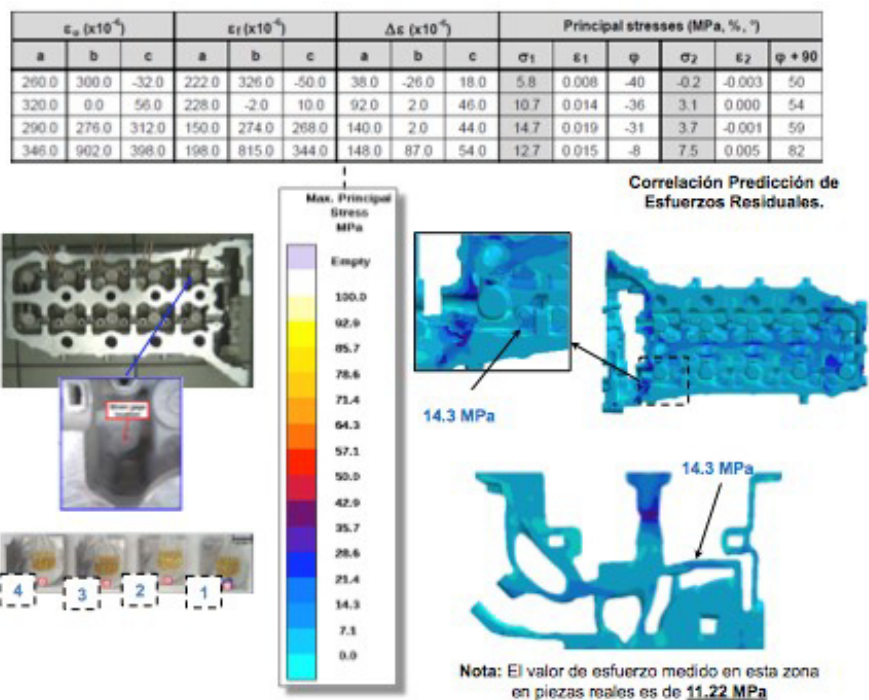 εo (x10⁻⁶) εf (x10⁻⁶) Δε (x10⁻⁶) Principal stresses (MPa, %, °)
a b c a b c a b c σ1 ε1 φ σ2 ε2 φ + 90
260.0 300.0 -32.0 222.0 326.0 -50.0 38.0 -26.0 18.0 5.8 0.008 -40 -0.2 -0.003 50
320.0 0.0 56.0 228.0 -2.0 10.0 92.0 2.0 46.0 10.7 0.014 -36 3.1 0.000 54
290.0 276.0 312.0 150.0 274.0 268.0 140.0 2.0 44.0 14.7 0.019 -31 3.7 -0.001 59
346.0 902.0 398.0 198.0 815.0 344.0 148.0 87.0 54.0 12.7 0.015 -8 7.5 0.005 82
Correlación Predicción de
Esfuerzos Residuales.
Max. Principal
Stress
MPa
Empty
100.0
92.9
85.7
78.6
71.4
64.3
57.1
50.0
42.9
35.7
28.6
21.4
14.3
7.1
0.0
14.3 MPa
14.3 MPa
4
3
2
1
Nota: El valor de esfuerzo medido en esta zona
en piezas reales es de 11.22 MPa